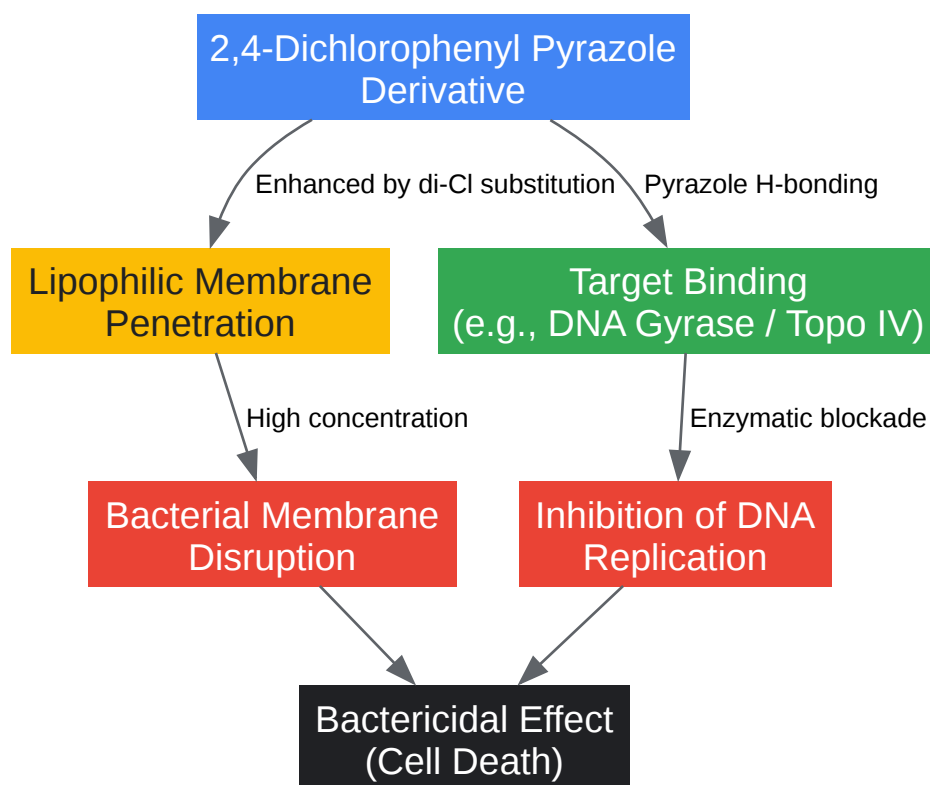 2,4-Dichlorophenyl Pyrazole
Derivative
Enhanced by di-Cl substitution
Pyrazole H-bonding
Lipophilic Membrane
Penetration
Target Binding
(e.g., DNA Gyrase / Topo IV)
High concentration
Enzymatic blockade
Bacterial Membrane
Disruption
Inhibition of DNA
Replication
Bactericidal Effect
(Cell Death)